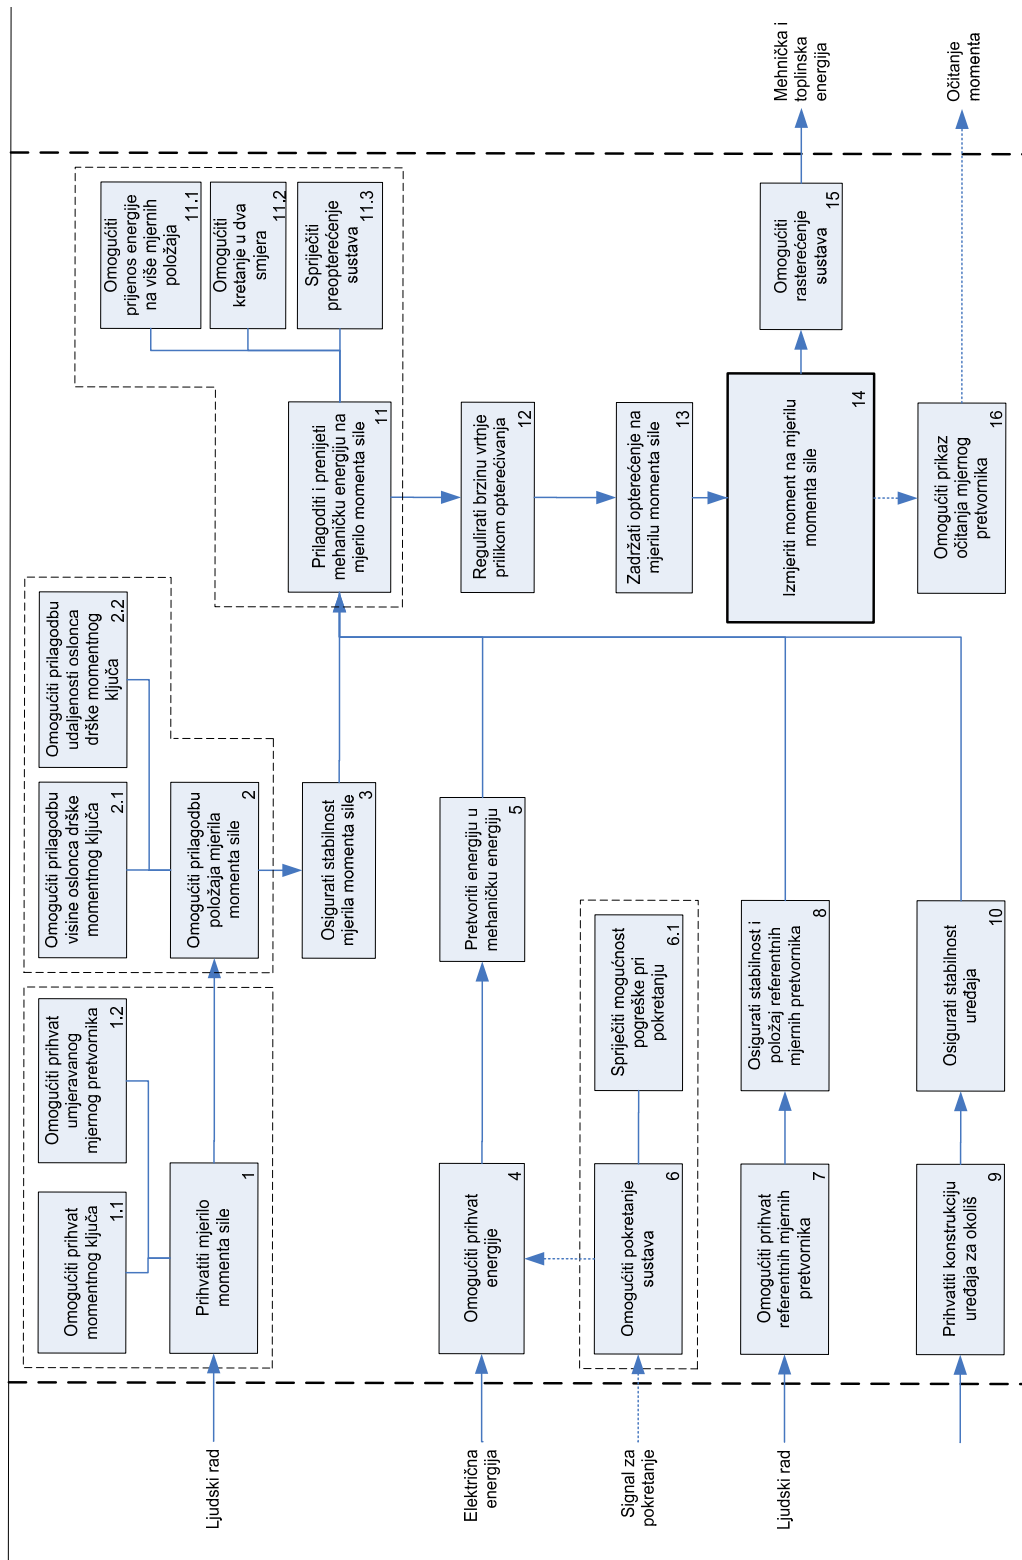 Ljudski rad
Omogućiti prihvat
momentnog ključa
1.1
Omogućiti prihvat
umjeravanog
mjernog pretvornika
1.2
Prihvatiti mjerilo
momenta sile
1
Omogućiti prilagodbu
visine oslonca drške
momentnog ključa
2.1
Omogućiti prilagodbu
udaljenosti oslonca
drške momentnog
ključa
2.2
Omogućiti prilagodbu
položaja mjerila
momenta sile
2
Osigurati stabilnost
mjerila momenta sile
3
Električna
energija
Omogućiti prihvat
energije
4
Pretvoriti energiju u
mehaničku energiju
5
Signal za
pokretanje
Omogućiti pokretanje
sustava
6
Spriječiti mogućnost
pogreške pri
pokretanju
6.1
Ljudski rad
Omogućiti prihvat
referentnih mjernih
pretvornika
7
Osigurati stabilnost i
položaj referentnih
mjernih pretvornika
8
Prihvatiti konstrukciju
uređaja za okoliš
9
Osigurati stabilnost
uređaja
10
Omogućiti
prijenos energije
na više mjernih
položaja
11.1
Omogućiti
kretanje u dva
smjera
11.2
Spriječiti
preopterećenje
sustava
11.3
Prilagoditi i prenijeti
mehaničku energiju na
mjerilo momenta sile
11
Regulirati brzinu vrtnje
prilikom opterećivanja
12
Zadržati opterećenje na
mjerilu momenta sile
13
Izmjeriti moment na mjerilu
momenta sile
14
Omogućiti
rasterećenje
sustava
15
Mehnička i
toplinska
energija
Omogućiti prikaz
očitanja mjernog
pretvornika
16
Očitanje
momenta